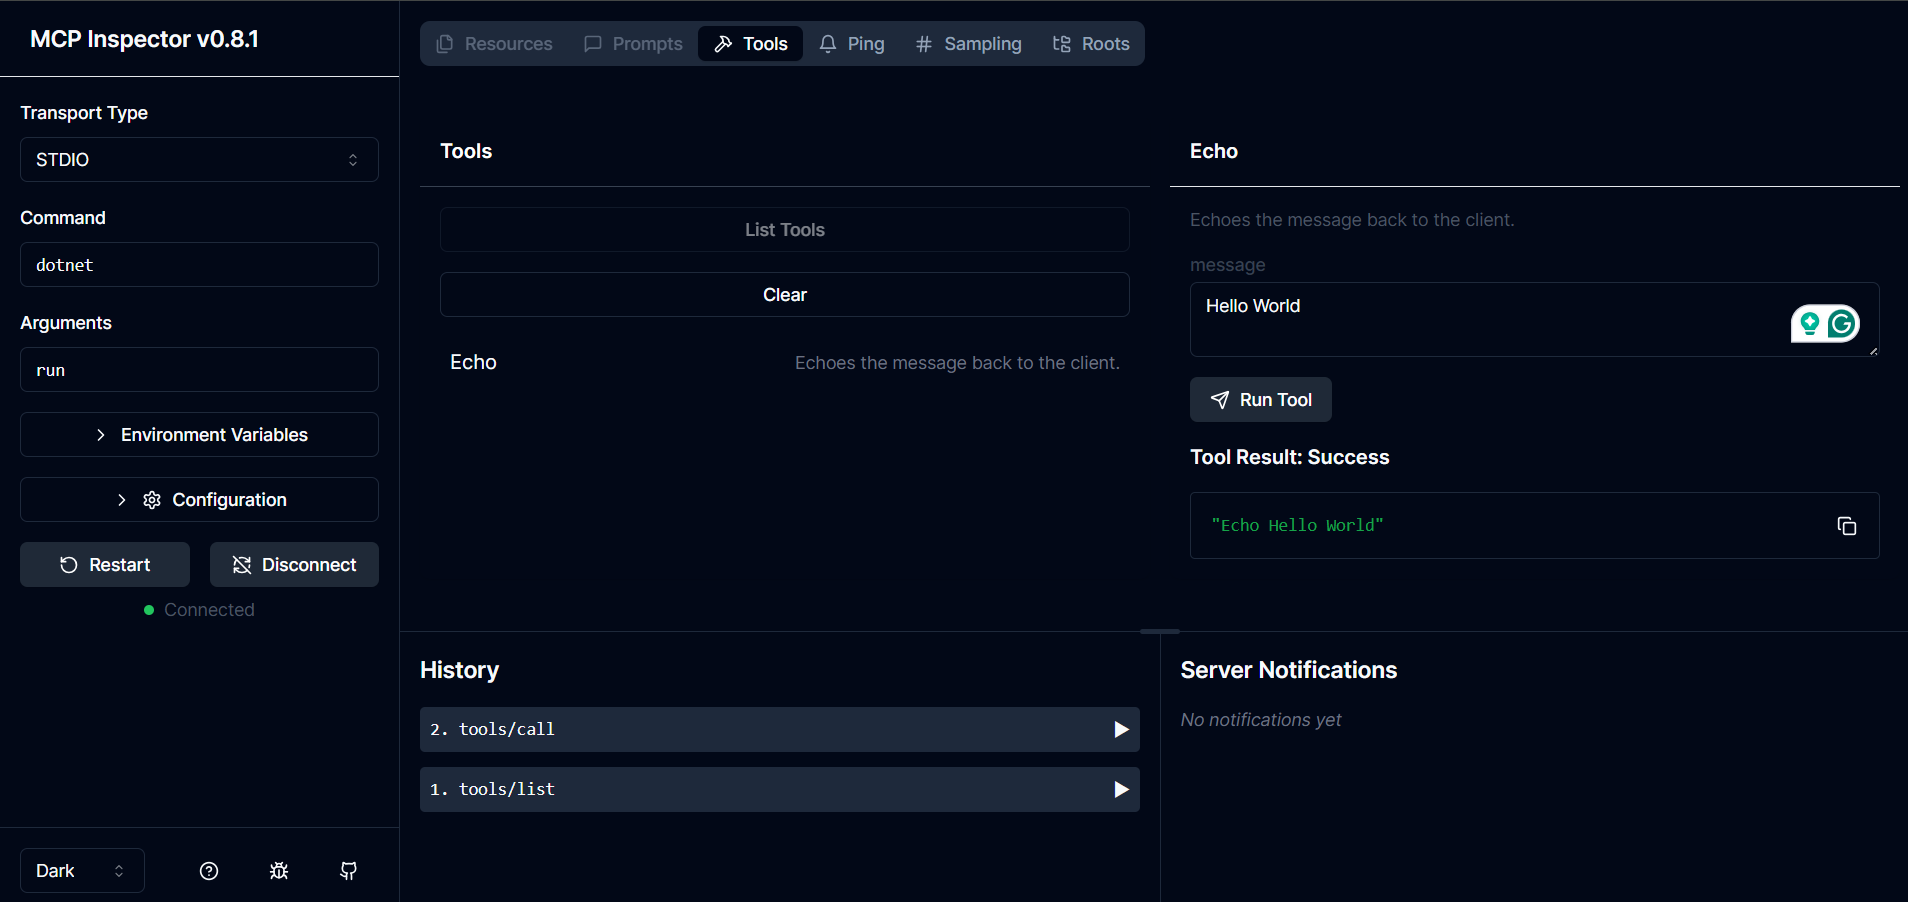 MCP Inspector v0.8.1
Transport Type
STDIO
Command
dotnet
Arguments
run
Environment Variables
Configuration
Restart Disconnect
Connected
Dark
Resources Prompts Tools Ping Sampling Roots
Tools
List Tools
Clear
Echo Echoes the message back to the client.
Echo
Echoes the message back to the client.
message
Hello World
Run Tool
Tool Result: Success
"Echo Hello World"
History
2. tools/call
1. tools/list
Server Notifications
No notifications yet